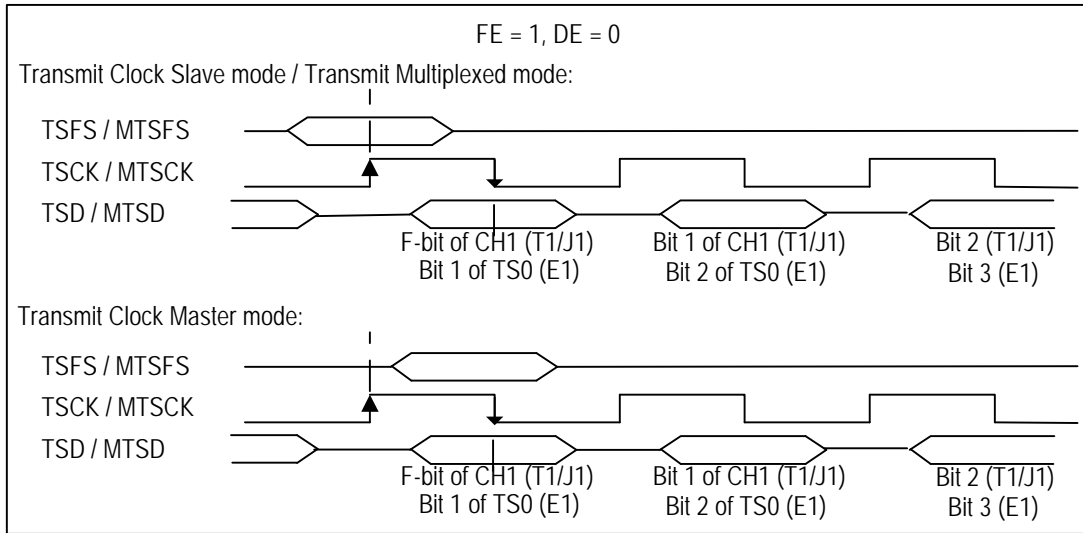 FE = 1, DE = 0
Transmit Clock Slave mode / Transmit Multiplexed mode:
TSFS / MTSFS
TSCK / MTSCK
TSD / MTSD
F-bit of CH1 (T1/J1) Bit 1 of CH1 (T1/J1) Bit 2 (T1/J1)
Bit 1 of TS0 (E1) Bit 2 of TS0 (E1) Bit 3 (E1)
Transmit Clock Master mode:
TSFS / MTSFS
TSCK / MTSCK
TSD / MTSD
F-bit of CH1 (T1/J1) Bit 1 of CH1 (T1/J1) Bit 2 (T1/J1)
Bit 1 of TS0 (E1) Bit 2 of TS0 (E1) Bit 3 (E1)